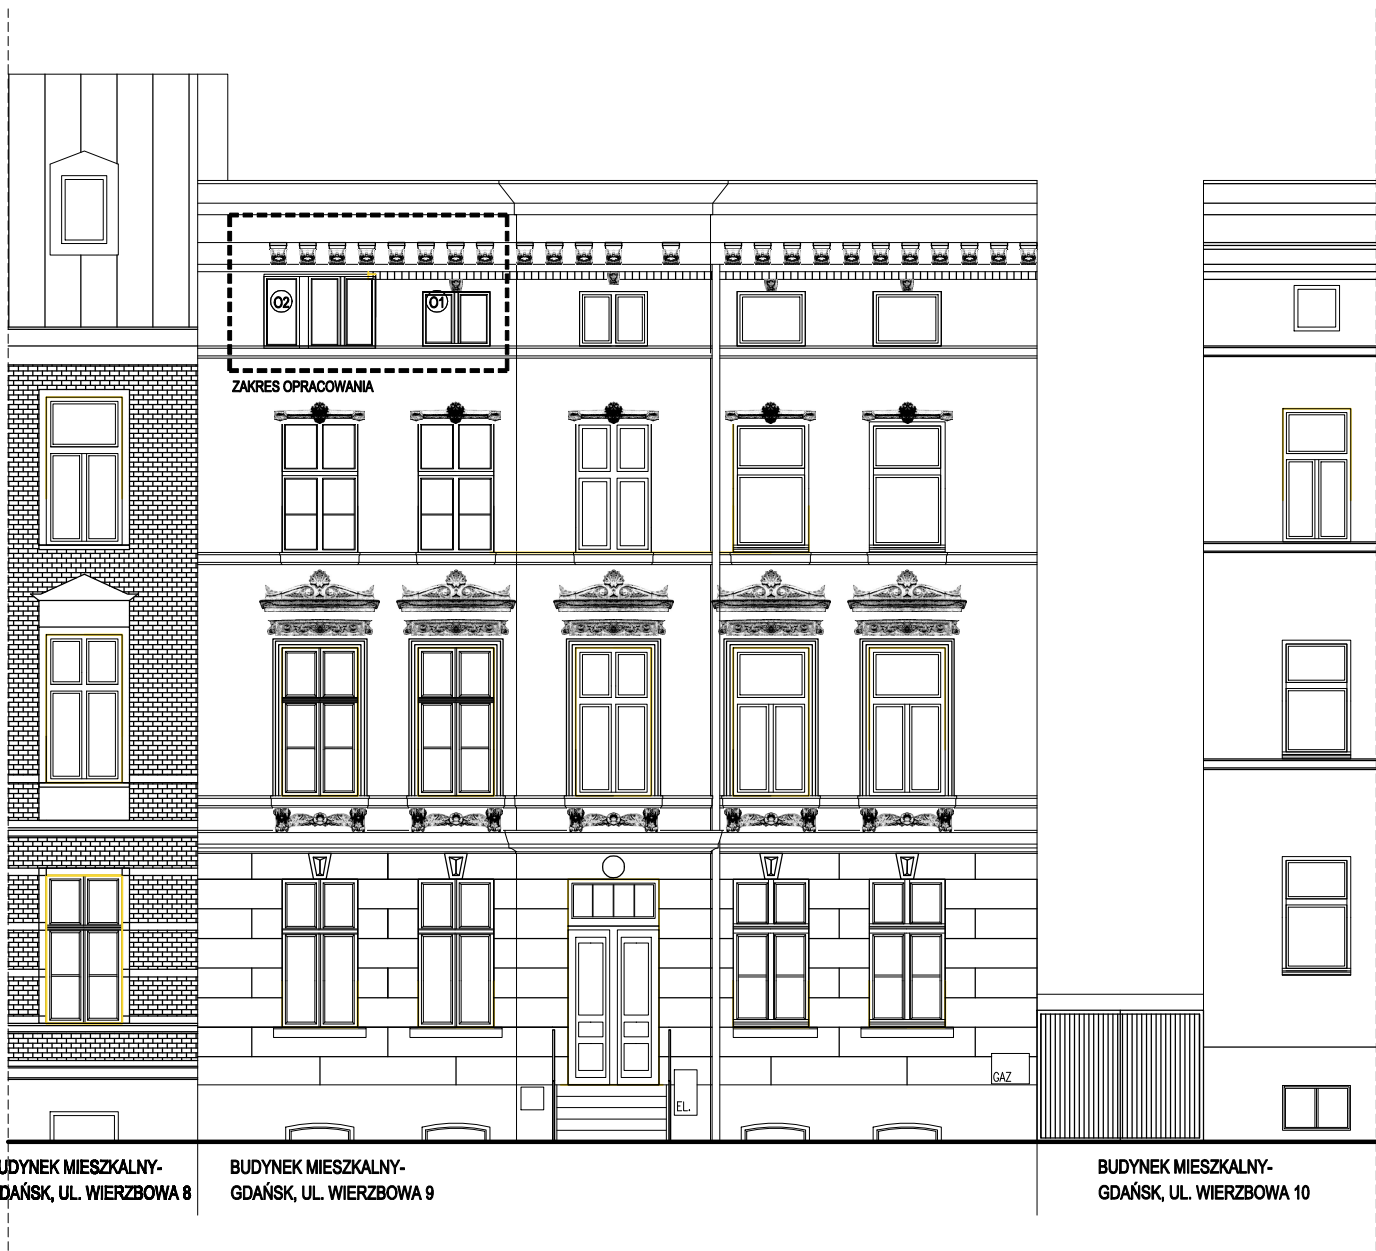 O2
O1
ZAKRES OPRACOWANIA
GAZ
EL.
UDYNEK MIESZKALNY-
DAŃSK, UL. WIERZBOWA 8
BUDYNEK MIESZKALNY-
GDAŃSK, UL. WIERZBOWA 9
BUDYNEK MIESZKALNY-
GDAŃSK, UL. WIERZBOWA 10